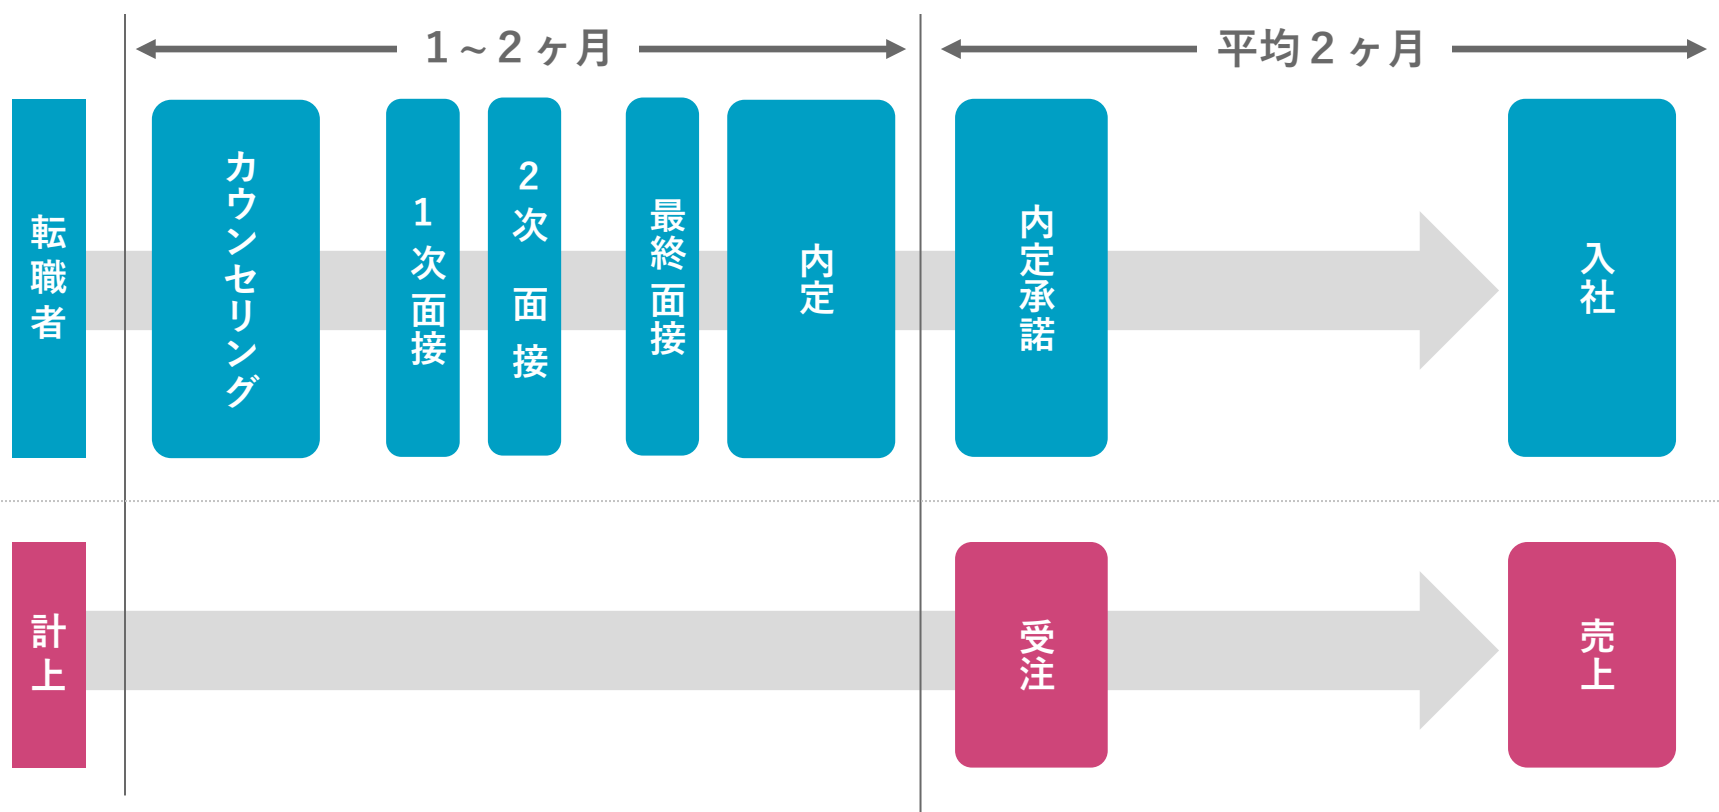 1～2ヶ月
平均2ヶ月
転職者
カウンセリング
1次面接
2次面接
最終面接
内定
内定承諾
入社
計上
受注
売上